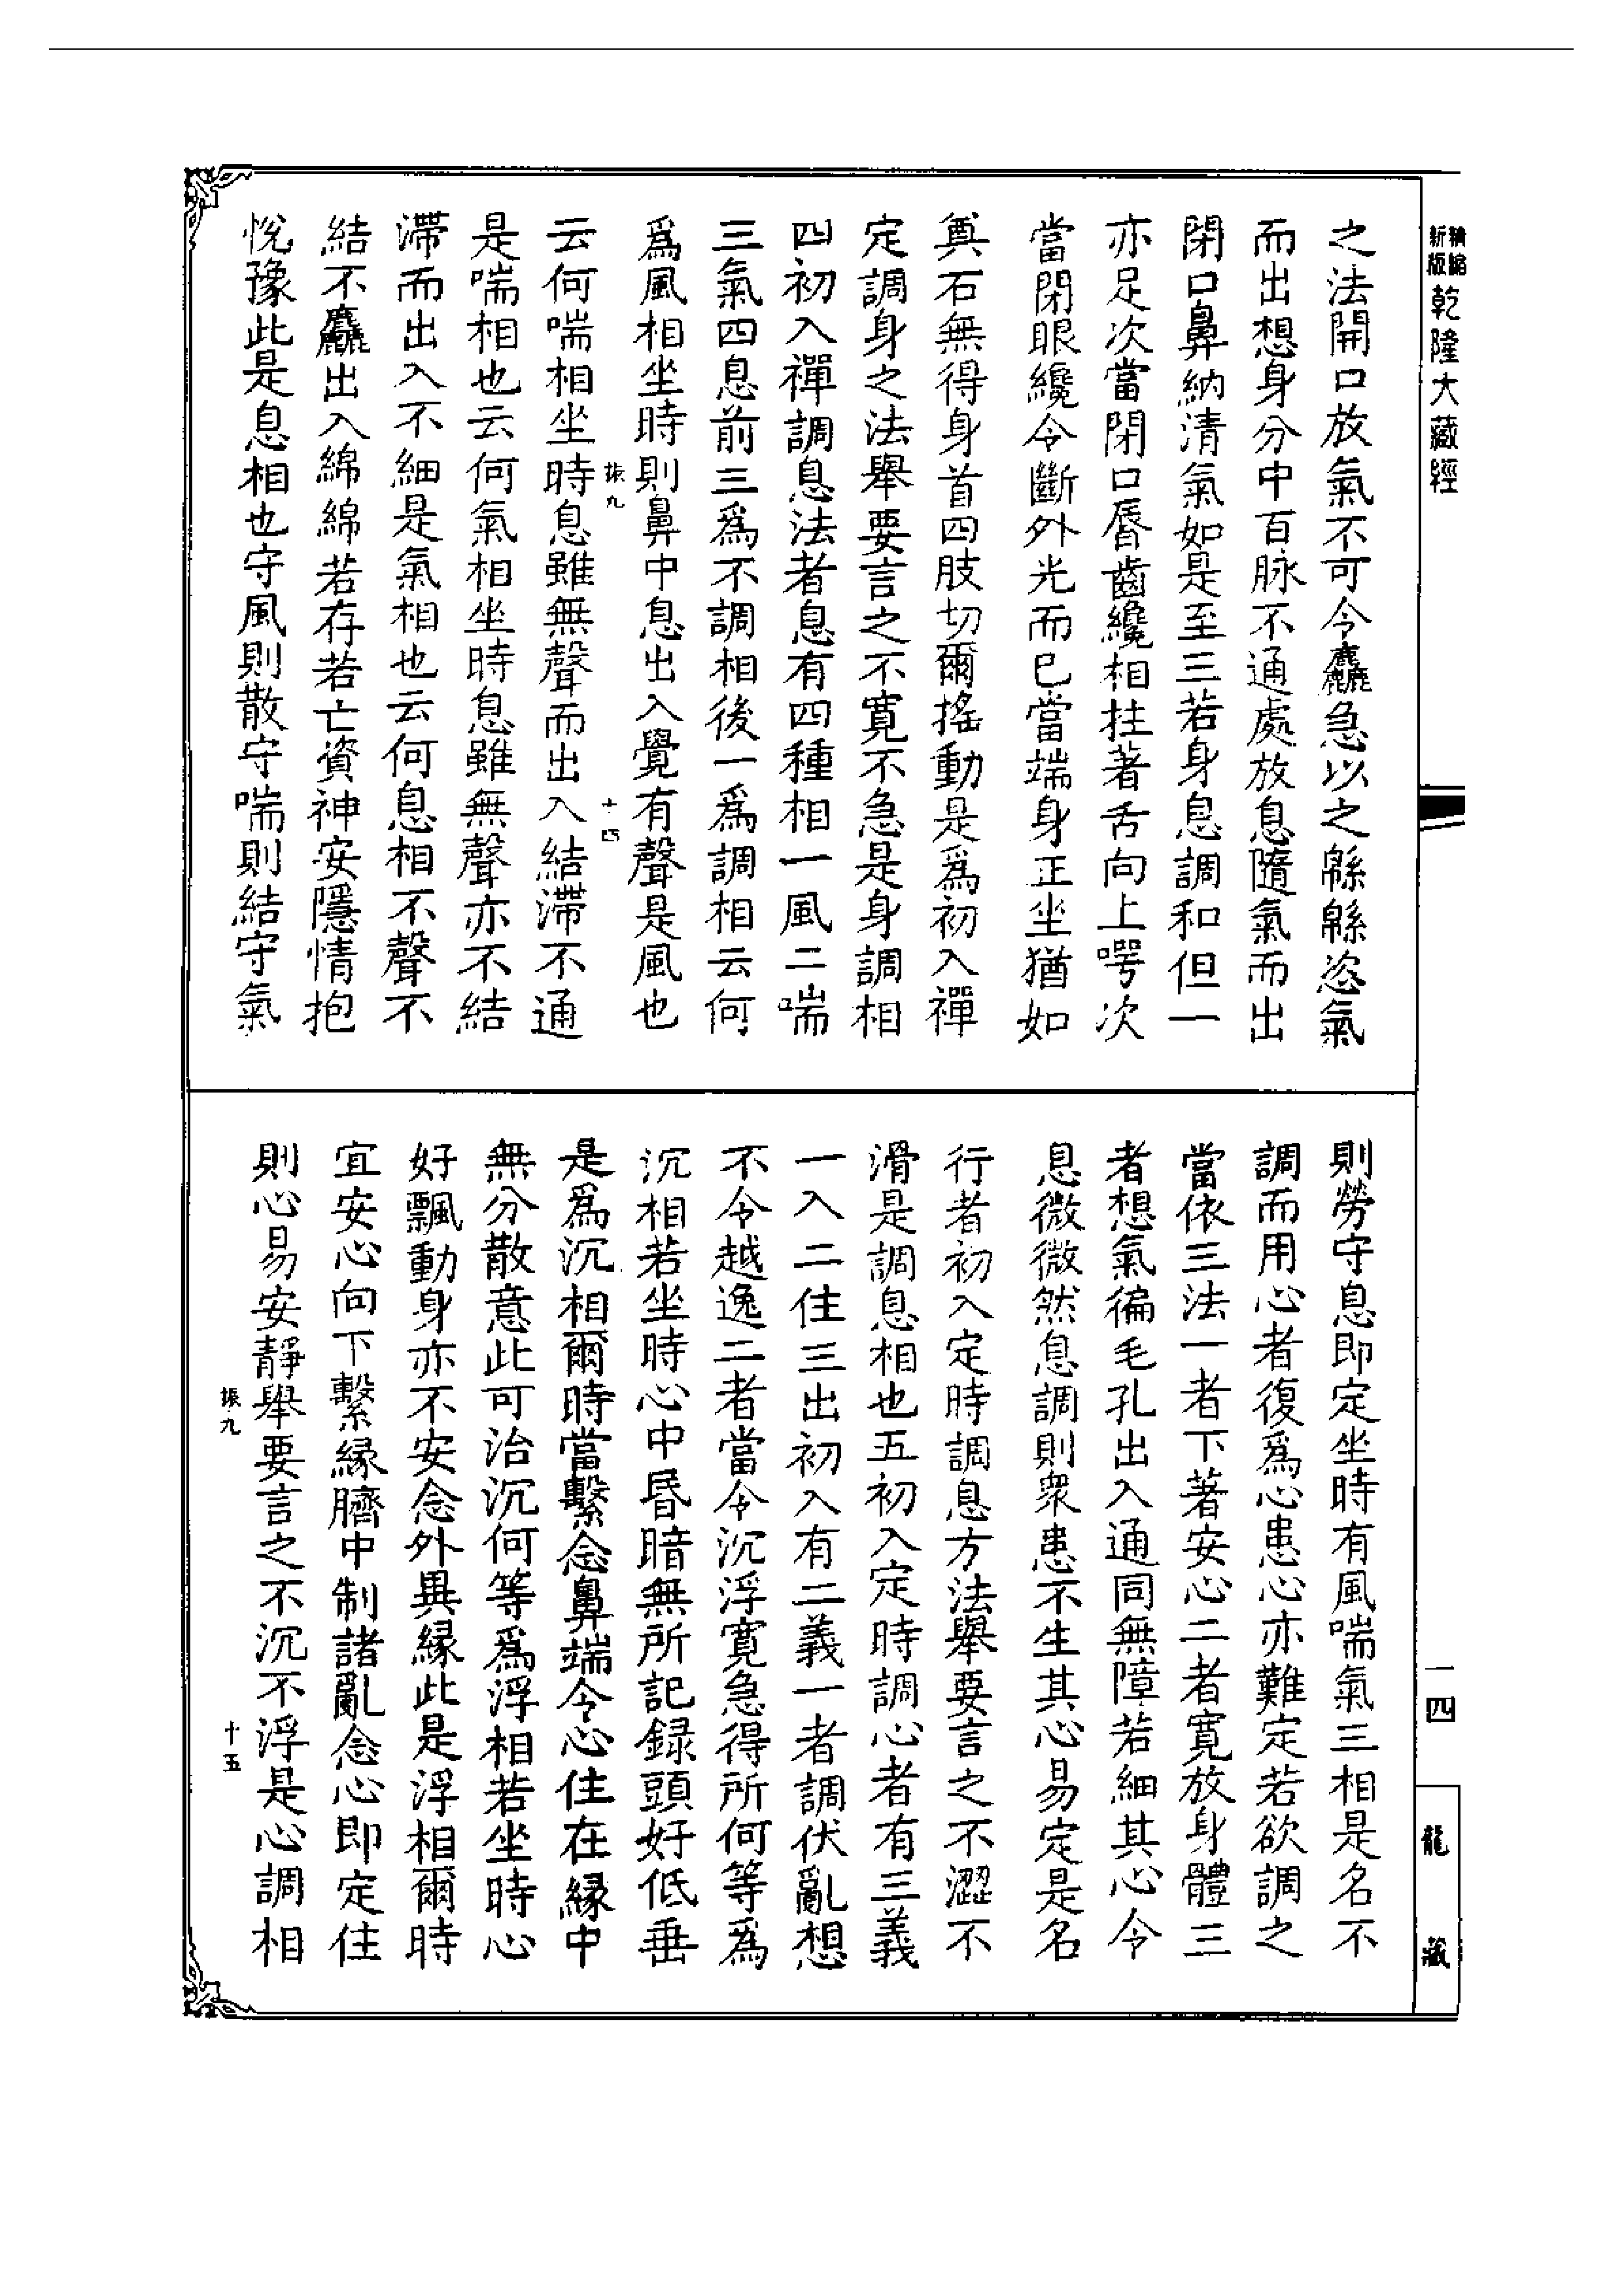 精縮
新版
乾隆大藏經
之法開口放氣不可令麤急以之緜緜恣氣
而出想身分中百脉不通處放息隨氣而出
閉口鼻納清氣如是至三若身息調和但一
亦足次當閉口脣齒纔相拄著舌向上咢次
當閉眼纔令斷外光而已當端身正坐猶如
奠石無得身首四肢切爾搖動是爲初入禪
定調身之法舉要言之不寛不急是身調相
四初入禪調息法者息有四種相一風二喘
三氣四息前三爲不調相後一爲調相云何
爲風相坐時則鼻中息出入覺有聲是風也
振九
十四
云何喘相坐時息雖無聲而出入結滯不通
是喘相也云何氣相坐時息雖無聲亦不結
滯而出入不細是氣相也云何息相不聲不
結不麤出入綿綿若存若亡資神安隱情抱
悅豫此是息相也守風則散守喘則結守氣
則勞守息即定坐時有風喘氣三相是名不
調而用心者復爲心患心亦難定若欲調之
當依三法一者下著安心二者寛放身體三
者想氣徧毛孔出入通同無障若細其心令
息微微然息調則衆患不生其心易定是名
行者初入定時調息方法舉要言之不澀不
滑是調息相也五初入定時調心者有三義
一入二住三出初入有二義一者調伏亂想
不令越逸二者當令沉浮寛急得所何等爲
沉相若坐時心中昏暗無所記録頭好低垂
是爲沉相爾時當繫念鼻端令心住在緣中
無分散意此可治沉何等爲浮相若坐時心
好飄動身亦不安念外異緣此是浮相爾時
宜安心向下繫緣臍中制諸亂念心即定住
則心易安靜舉要言之不沉不浮是心調相
振九
十五
一四
龍藏